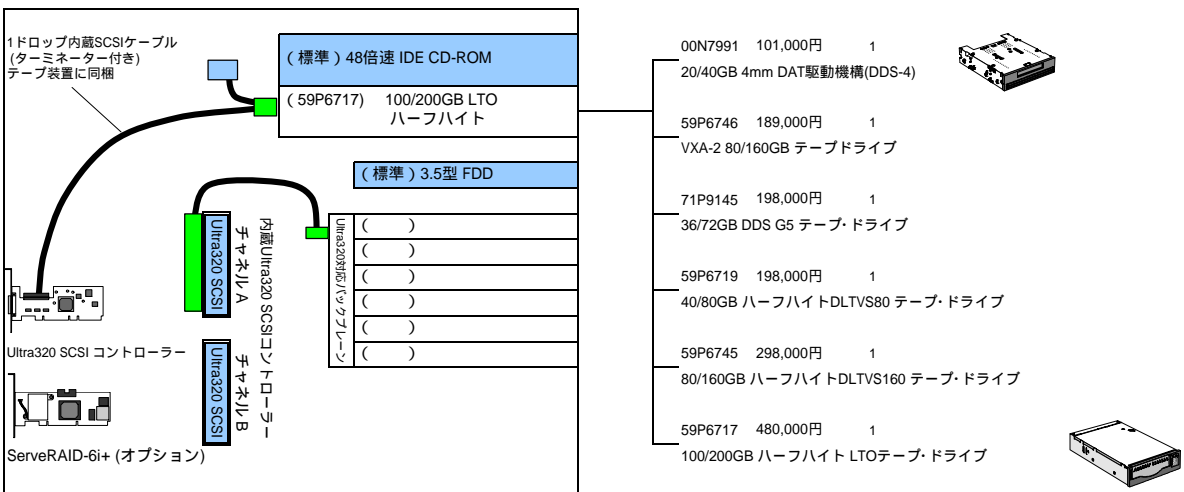 1ドロップ内蔵SCSIケーブル
(ターミネーター付き)
テープ装置に同梱
(標準)48倍速 IDE CD-ROM
(59P6717) 100/200GB LTO
ハーフハイト
(標準)3.5型 FDD
Ultra320 SCSI
チャネル A
内蔵Ultra320 SCSIコントローラー
Ultra320対応バックプレーン
( )
( )
( )
( )
( )
( )
Ultra320 SCSI
チャネル B
Ultra320 SCSI コントローラー
ServeRAID-6i+ (オプション)
00N7991 101,000円 1
20/40GB 4mm DAT駆動機構(DDS-4)
59P6746 189,000円 1
VXA-2 80/160GB テープドライブ
71P9145 198,000円 1
36/72GB DDS G5 テープ・ドライブ
59P6719 198,000円 1
40/80GB ハーフハイトDLTVS80 テープ・ドライブ
59P6745 298,000円 1
80/160GB ハーフハイトDLTVS160 テープ・ドライブ
59P6717 480,000円 1
100/200GB ハーフハイト LTOテープ・ドライブ